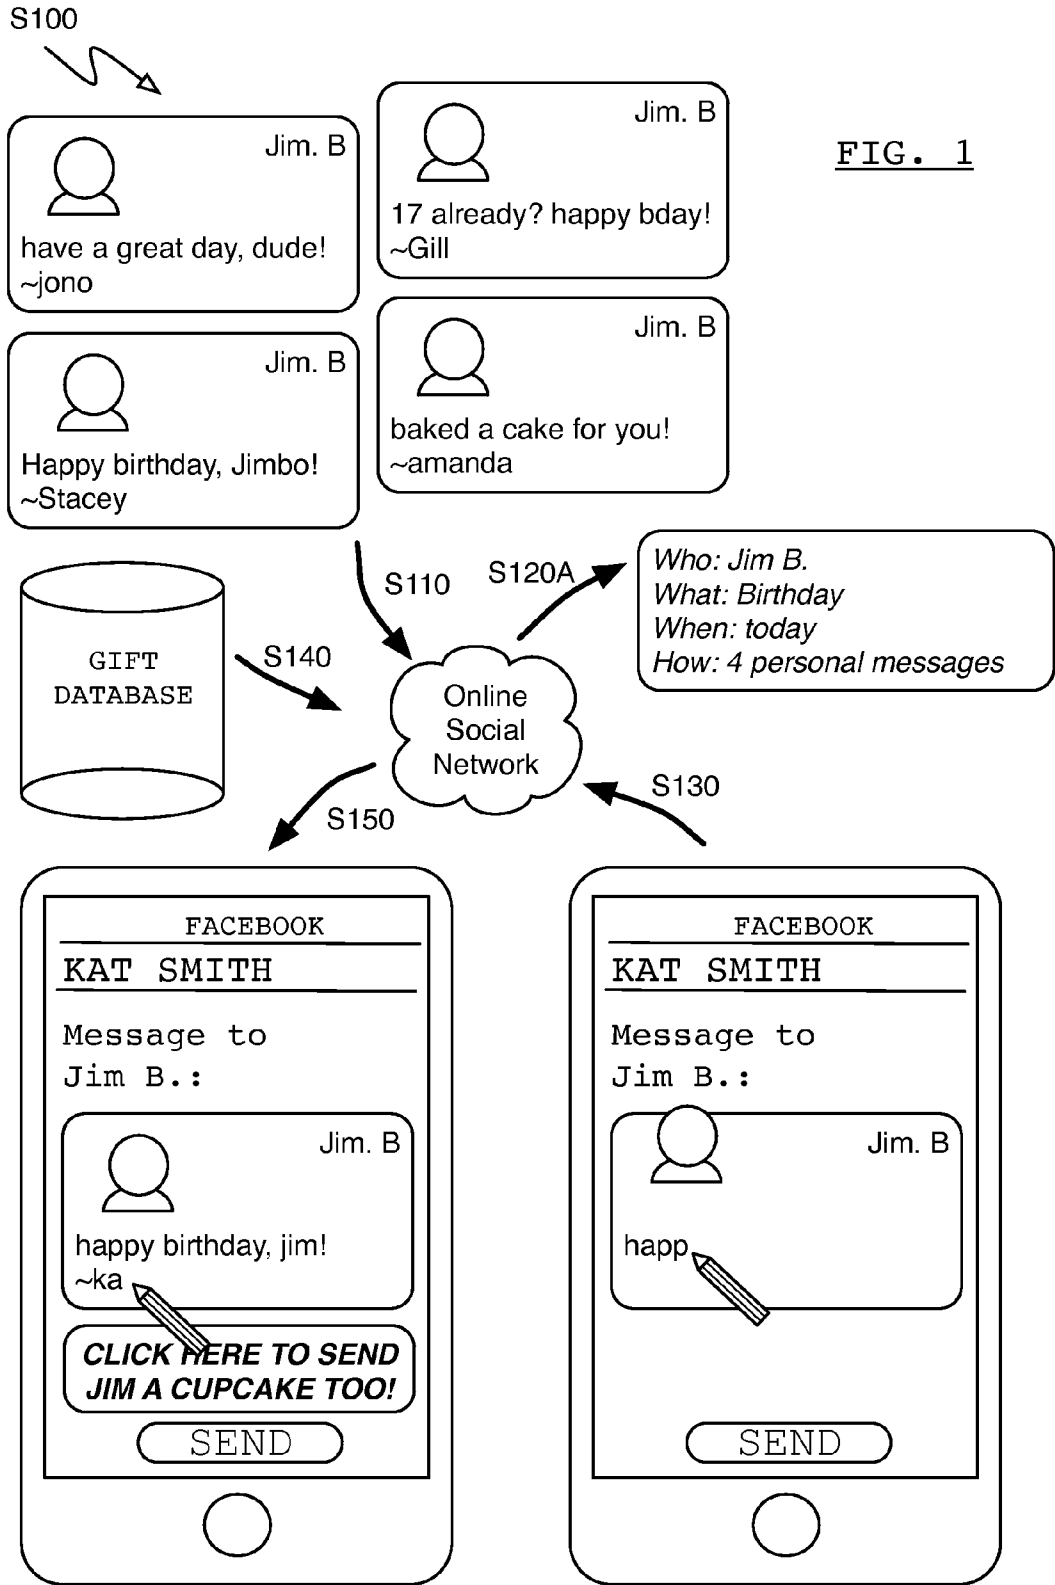 S100
FIG. 1
Jim. B
have a great day, dude!
~jono
Jim. B
17 already? happy bday!
~Gill
Jim. B
Happy birthday, Jimbo!
~Stacey
Jim. B
baked a cake for you!
~amanda
S110
S120A
Who: Jim B.
What: Birthday
When: today
How: 4 personal messages
GIFT
DATABASE
S140
Online
Social
Network
S150
S130
FACEBOOK
KAT SMITH
Message to
Jim B.:
Jim. B
happy birthday, jim!
~ka
CLICK HERE TO SEND
JIM A CUPCAKE TOO!
SEND
FACEBOOK
KAT SMITH
Message to
Jim B.:
Jim. B
happ
SEND